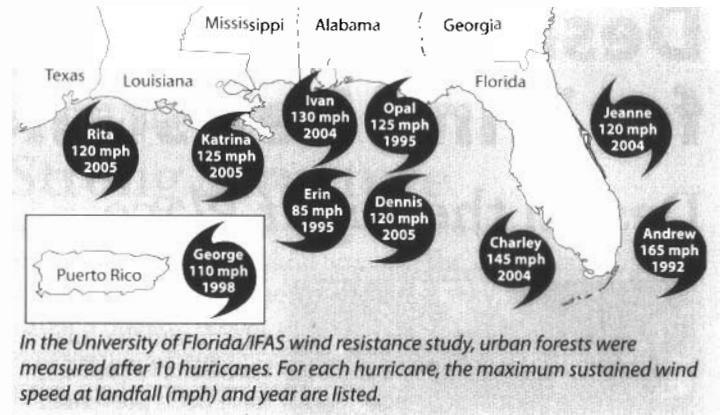 Mississippi
Alabama
Georgia
Texas
Louisiana
Florida
Ivan
130 mph
2004
Opal
125 mph
1995
Jeanne
120 mph
2004
Rita
120 mph
2005
Katrina
125 mph
2005
Erin
85 mph
1995
Dennis
120 mph
2005
Charley
145 mph
2004
Andrew
165 mph
1992
Puerto Rico
George
110 mph
1998
In the University of Florida/IFAS wind resistance study, urban forests were
measured after 10 hurricanes. For each hurricane, the maximum sustained wind
speed at landfall (mph) and year are listed.